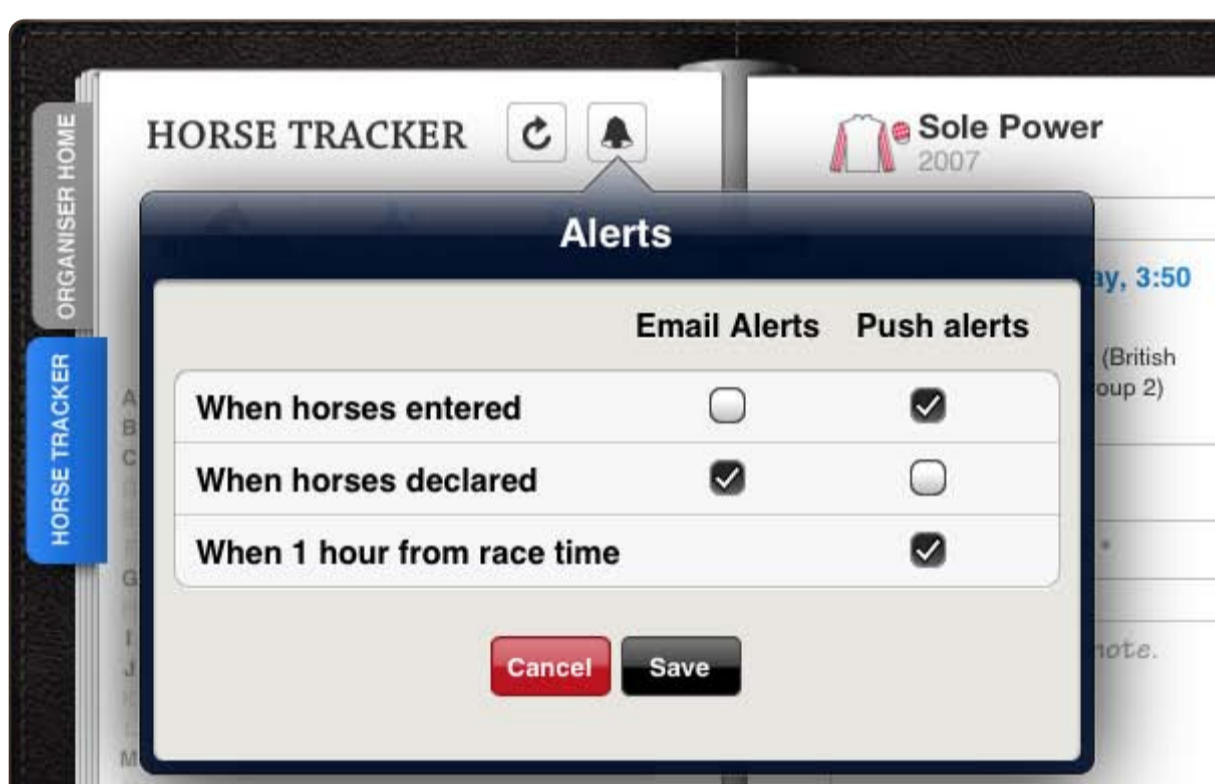 ORGANISER HOME
HORSE TRACKER
HORSE TRACKER
Sole Power
2007
Alerts
ay, 3:50
Email Alerts Push alerts
(British
oup 2)
When horses entered
When horses declared
When 1 hour from race time
note.
Cancel Save
A
B
C
G
I
J
M